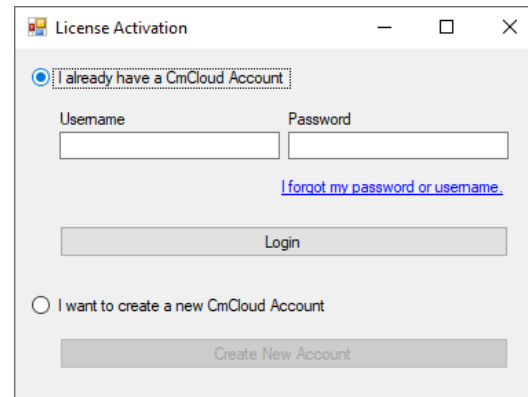 License Activation
I already have a CmCloud Account
Username Password
I forgot my password or username.
Login
I want to create a new CmCloud Account
Create New Account